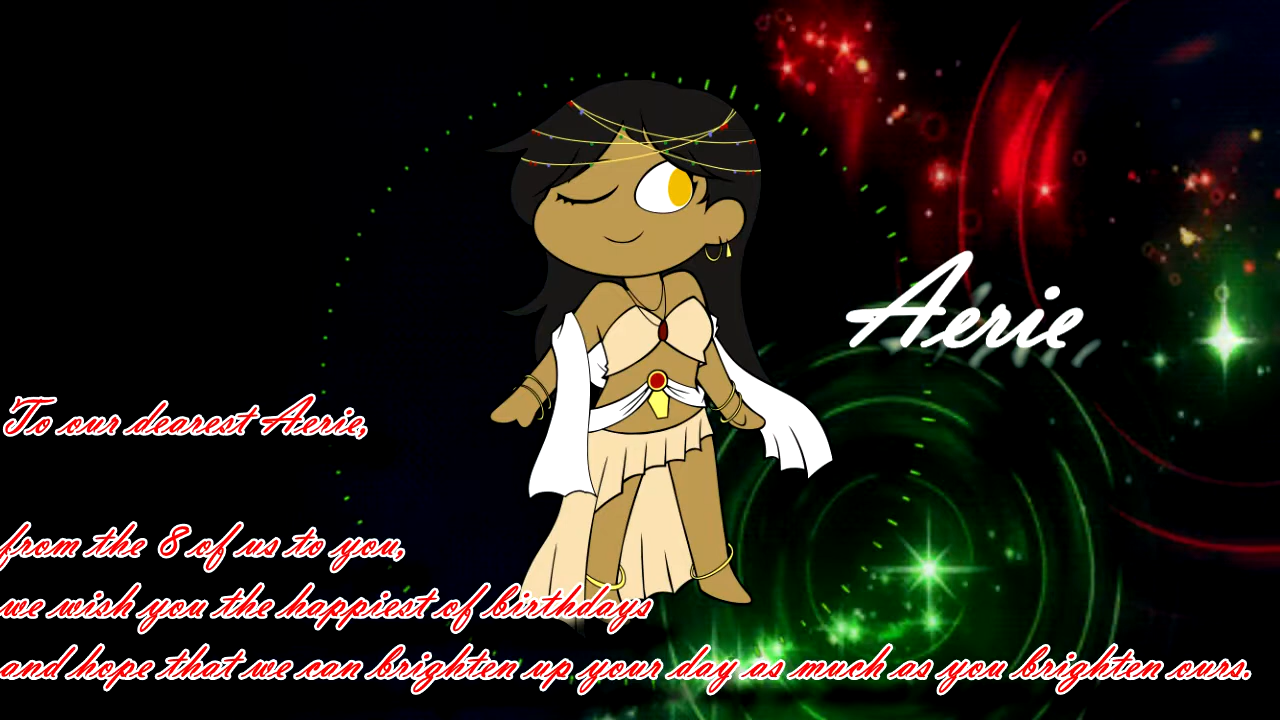 Aerie
To our dearest Aerie,
from the 8 of us to you,
we wish you the happiest of birthdays
and hope that we can brighten up your day as much as you brighten ours.